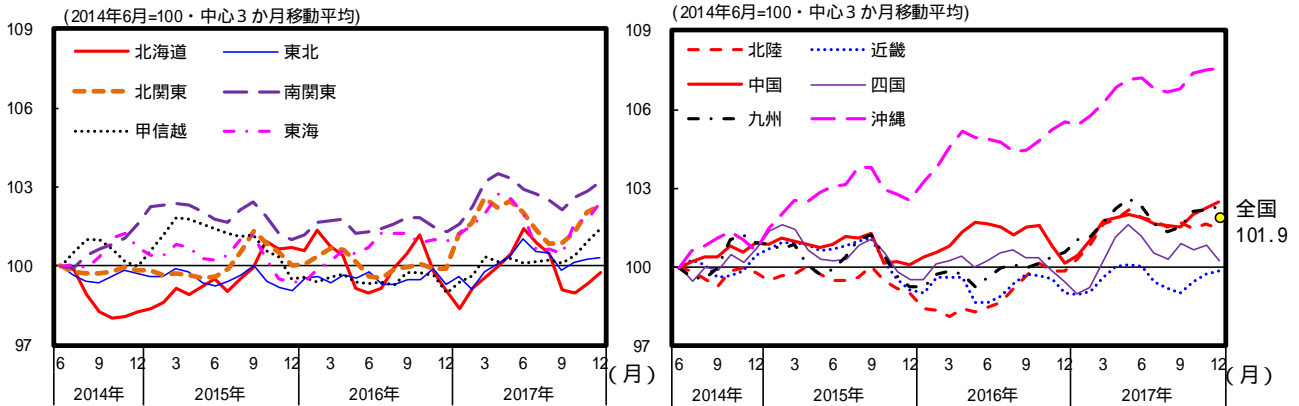 (2014年6月=100・中心3か月移動平均)
109
106
103
100
97
北海道
東北
北関東
南関東
甲信越
東海
6 9 12 3 6 9 12 3 6 9 12 3 6 9 12
(月)
2014年 2015年 2016年 2017年
(2014年6月=100・中心3か月移動平均)
109
106
103
100
97
北陸
近畿
中国
四国
九州
沖縄
全国
101.9
6 9 12 3 6 9 12 3 6 9 12 3 6 9 12
(月)
2014年 2015年 2016年 2017年